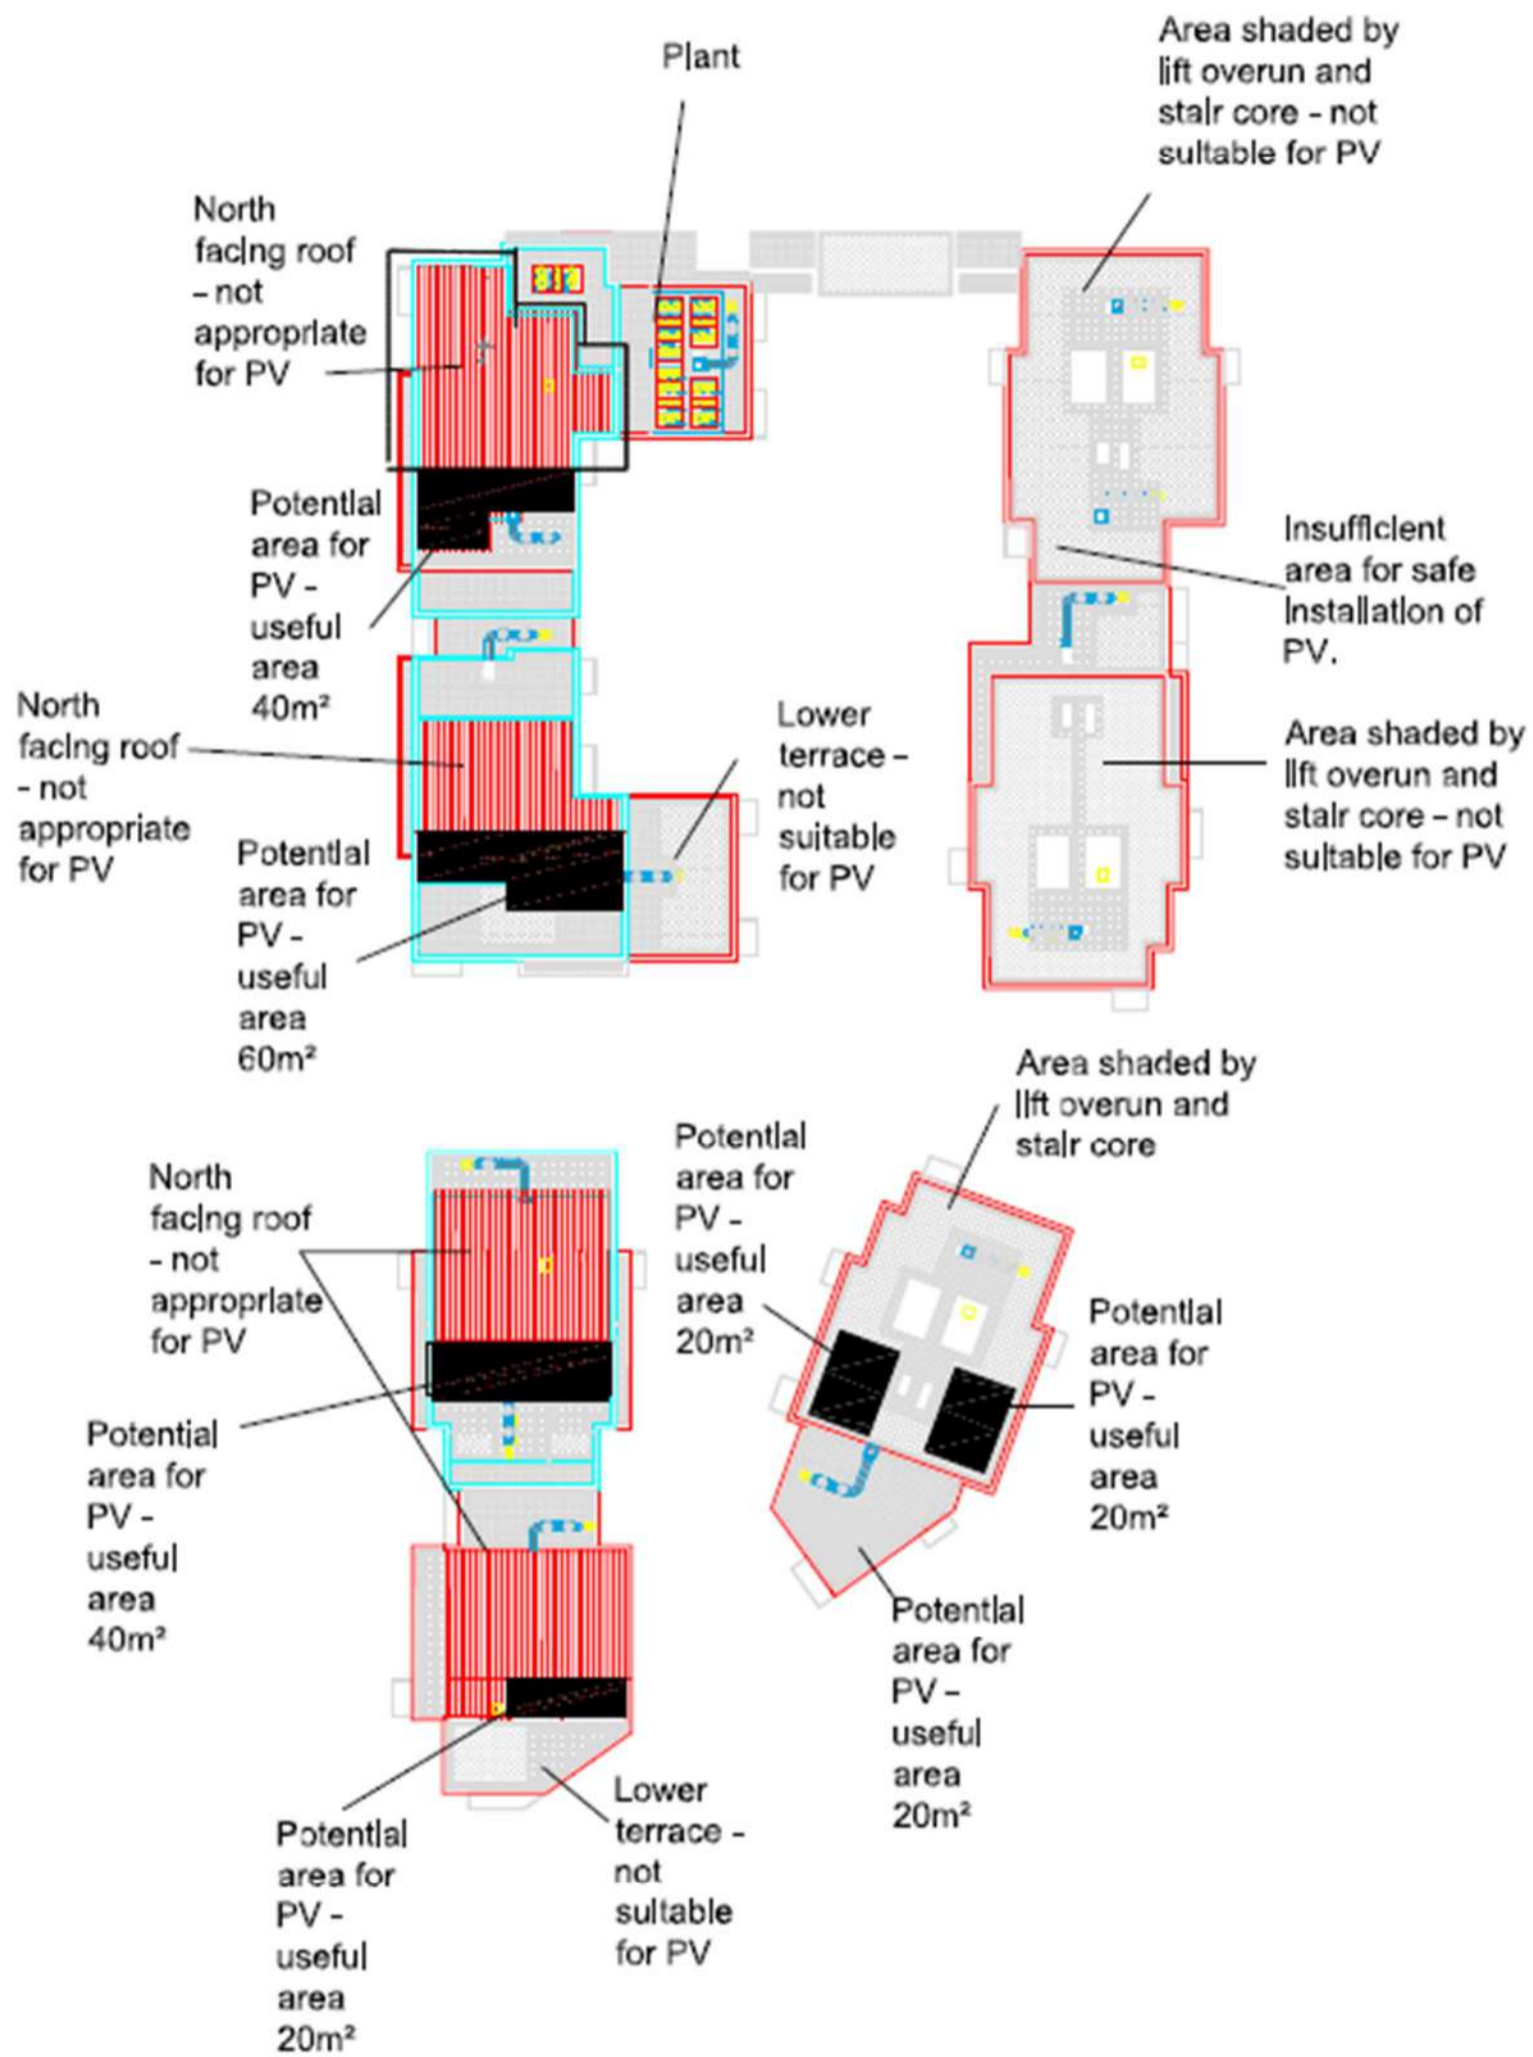 Plant
Area shaded by
lift overun and
stair core - not
suitable for PV
North
facing roof
- not
appropriate
for PV
Potential
area for
PV -
useful
area
40m²
Insufficient
area for safe
installation of
PV.
North
facing roof
- not
appropriate
for PV
Lower
terrace -
not
suitable
for PV
Area shaded by
lift overun and
stair core - not
suitable for PV
Potential
area for
PV -
useful
area
60m²
Area shaded by
lift overun and
stair core
Potential
area for
PV -
useful
area
20m²
North
facing roof
- not
appropriate
for PV
Potential
area for
PV -
useful
area
20m²
Potential
area for
PV -
useful
area
40m²
Potential
area for
PV -
useful
area
20m²
Lower
terrace -
not
suitable
for PV
Potential
area for
PV -
useful
area
20m²